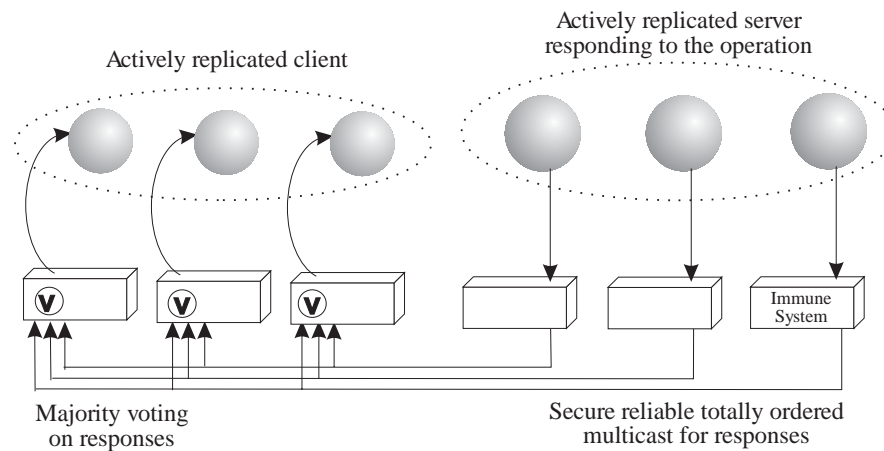 Actively replicated client
Actively replicated server
responding to the operation
V
V
V
Immune
System
Majority voting
on responses
Secure reliable totally ordered
multicast for responses